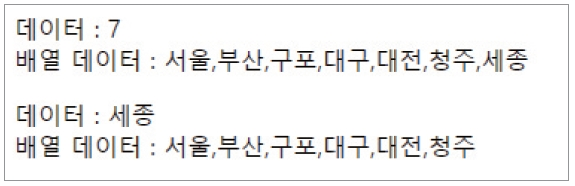 데이터 : 7
배열 데이터 : 서울,부산,구포,대구,대전,청주,세종
데이터 : 세종
배열 데이터 : 서울,부산,구포,대구,대전,청주